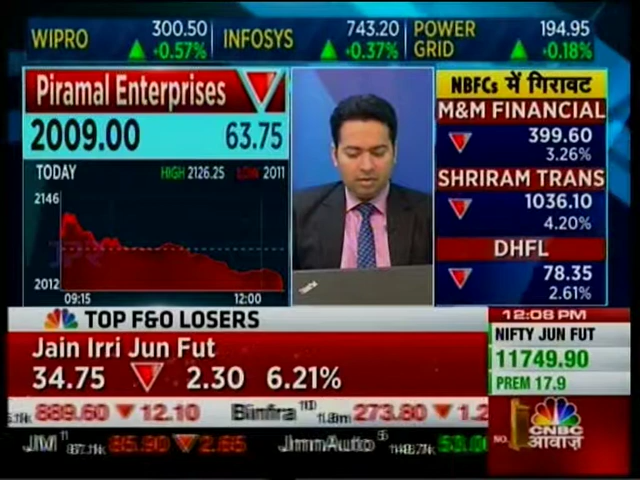 WIPRO 300.50 +0.57% INFOSYS 743.20 +0.37% POWER GRID 194.95 +0.18%
Piramal Enterprises
2009.00 63.75
TODAY HIGH 2126.25 LOW 2011
2146
2012
09:15 12:00
NBFCs में गिरावट
M&M FINANCIAL
399.60
3.26%
SHRIRAM TRANS
1036.10
4.20%
DHFL
78.35
2.61%
TOP F&O LOSERS
Jain Irri Jun Fut
34.75 2.30 6.21%
12:08 PM
NIFTY JUN FUT
11749.90
PREM 17.9
889.60 12.10 273.80 1.2
85.90 2.65 JammAuto
NO.
CNBC
आवाज़